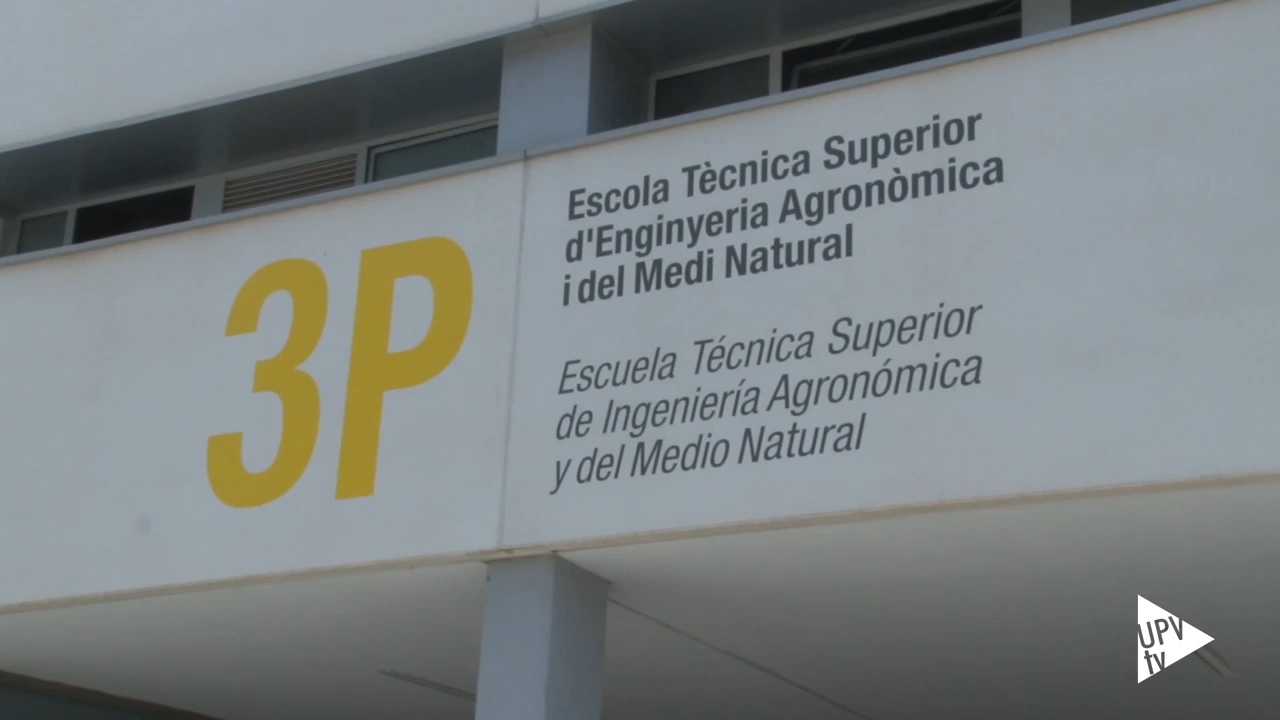 3P
Escola Tècnica Superior
d'Enginyeria Agronòmica
i del Medi Natural
Escuela Técnica Superior
de Ingeniería Agronómica
y del Medio Natural
UPV
tv